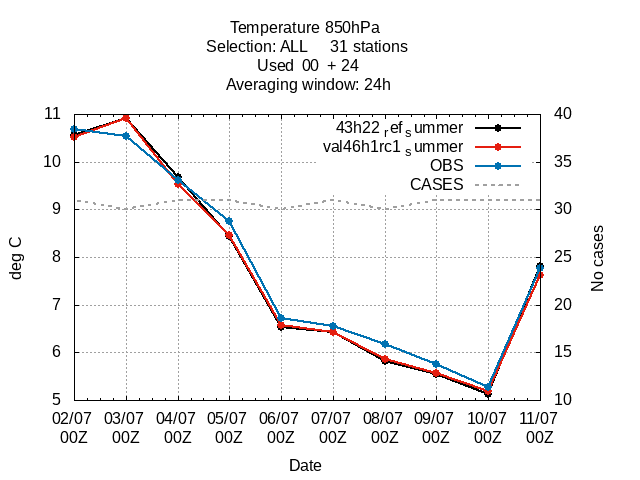 Temperature 850hPa
Selection: ALL     31 stations
Used  00  + 24
Averaging window: 24h
43h22 ref summer
val46h1rc1 summer
OBS
CASES
11
10
9
8
7
6
5
deg C
40
35
30
25
20
15
10
No cases
02/07 03/07 04/07 05/07 06/07 07/07 08/07 09/07 10/07 11/07
00Z 00Z 00Z 00Z 00Z 00Z 00Z 00Z 00Z 00Z
Date